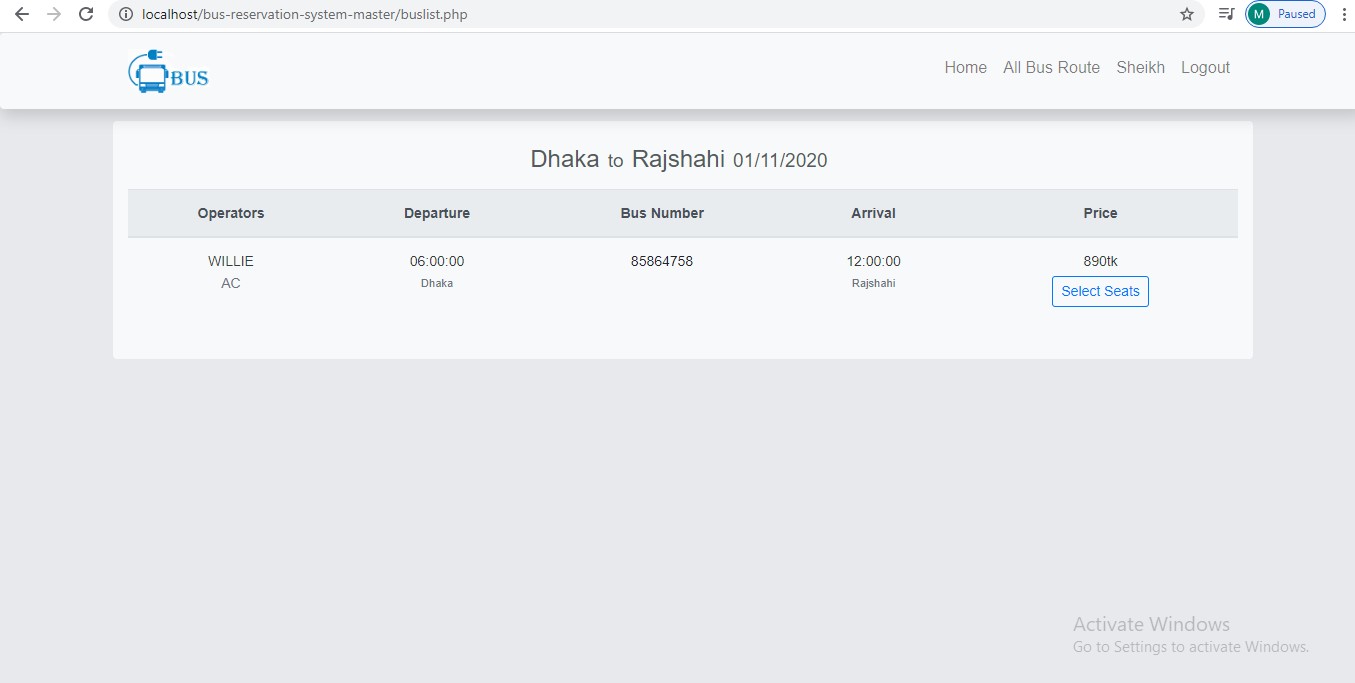 localhost/bus-reservation-system-master/buslist.php
M Paused
BUS
Home All Bus Route Sheikh Logout
Dhaka to Rajshahi 01/11/2020
Operators Departure Bus Number Arrival Price
WILLIE 06:00:00 85864758 12:00:00 890tk
AC Dhaka Rajshahi
Select Seats
Activate Windows
Go to Settings to activate Windows.